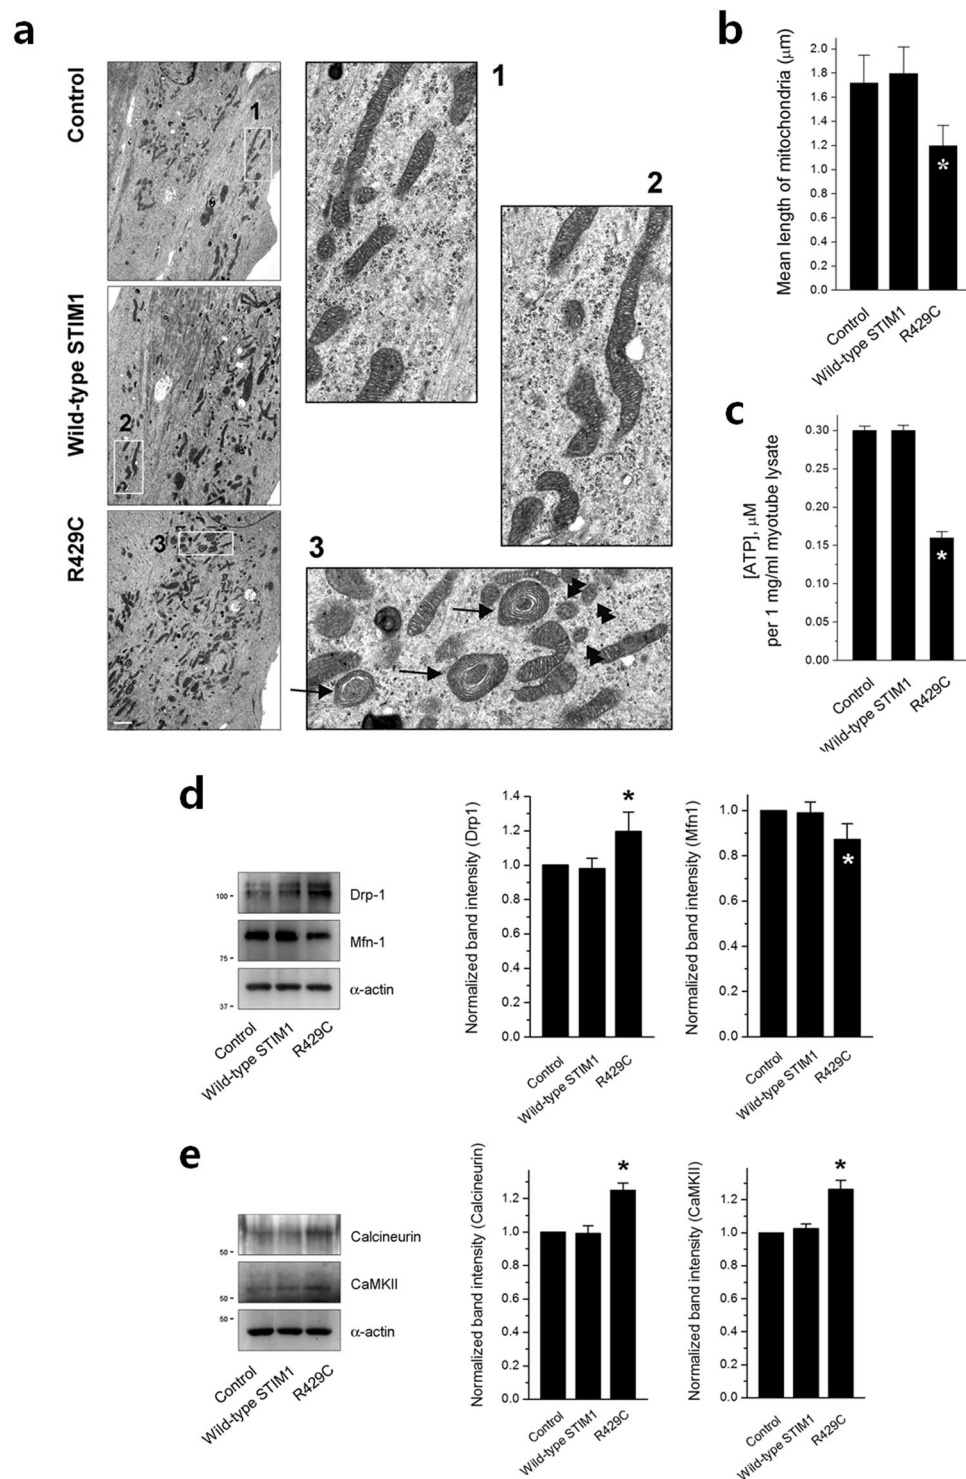 a
Control
Wild-type STIM1
R429C
1
2
3
1
2
3
b
Mean length of mitochondria (μm)
2.0
1.8
1.6
1.4
1.2
1.0
0.8
0.6
0.4
0.2
0.0
*
Control
Wild-type STIM1
R429C
c
[ATP], μM
per 1 mg/ml myotube lysate
0.30
0.25
0.20
0.15
0.10
0.05
0.00
*
Control
Wild-type STIM1
R429C
d
100
75
37
Drp-1
Mfn-1
α-actin
Control
Wild-type STIM1
R429C
Normalized band intensity (Drp1)
1.4
1.2
1.0
0.8
0.6
0.4
0.2
0.0
*
Control
Wild-type STIM1
R429C
Normalized band intensity (Mfn1)
1.0
0.8
0.6
0.4
0.2
0.0
*
Control
Wild-type STIM1
R429C
e
50
50
Calcineurin
CaMKII
α-actin
Control
Wild-type STIM1
R429C
Normalized band intensity (Calcineurin)
1.2
1.0
0.8
0.6
0.4
0.2
0.0
*
Control
Wild-type STIM1
R429C
Normalized band intensity (CaMKII)
1.2
1.0
0.8
0.6
0.4
0.2
0.0
*
Control
Wild-type STIM1
R429C